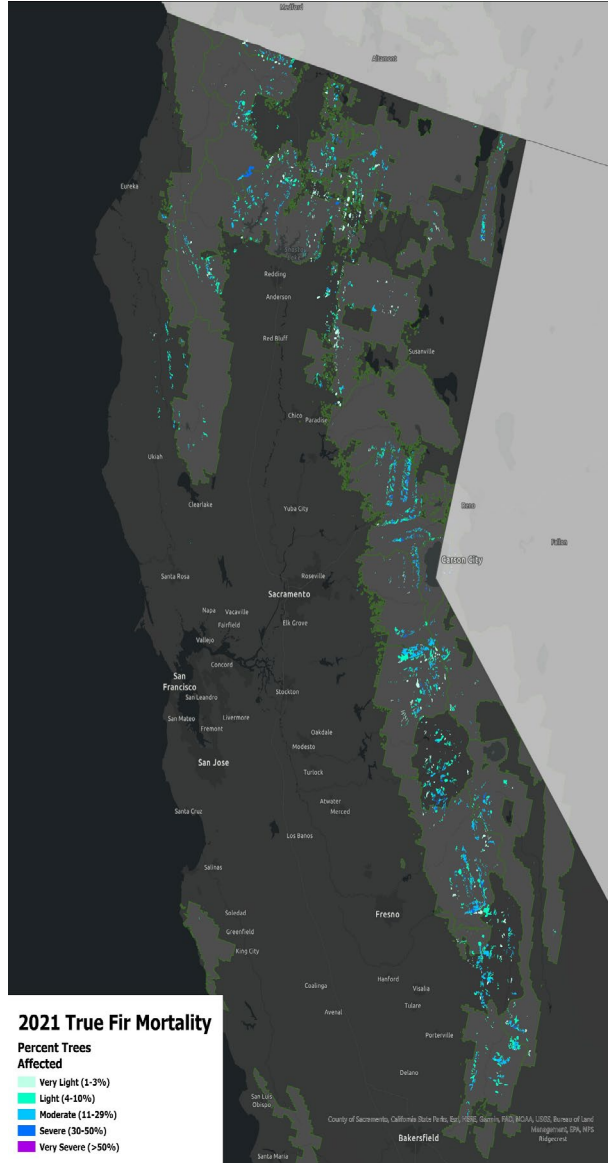 Medford
Altamont
Eureka
Redding
Anderson
Red Bluff
Susanville
Chico
Paradise
Ukiah
Clearlake
Yuba City
Reno
Fallon
Carson City
Santa Rosa
Roseville
Sacramento
Napa
Vacaville
Fairfield
Elk Grove
Vallejo
Concord
San
Francisco
San Leandro
Stockton
San Mateo
Livermore
Fremont
Oakdale
Modesto
San Jose
Turlock
Atwater
Merced
Santa Cruz
Los Banos
Salinas
Soledad
Fresno
Greenfield
King City
Coalinga
Hanford
Visalia
Avenal
Tulare
Porterville
Delano
San Luis
Obispo
Bakersfield
Ridgecrest
Santa Maria
County of Sacramento, California State Parks, Esri, HERE, Garmin, FAO, NOAA, USGS, Bureau of Land
Management, EPA, NPS
2021 True Fir Mortality
Percent Trees
Affected
Very Light (1-3%)
Light (4-10%)
Moderate (11-29%)
Severe (30-50%)
Very Severe (>50%)